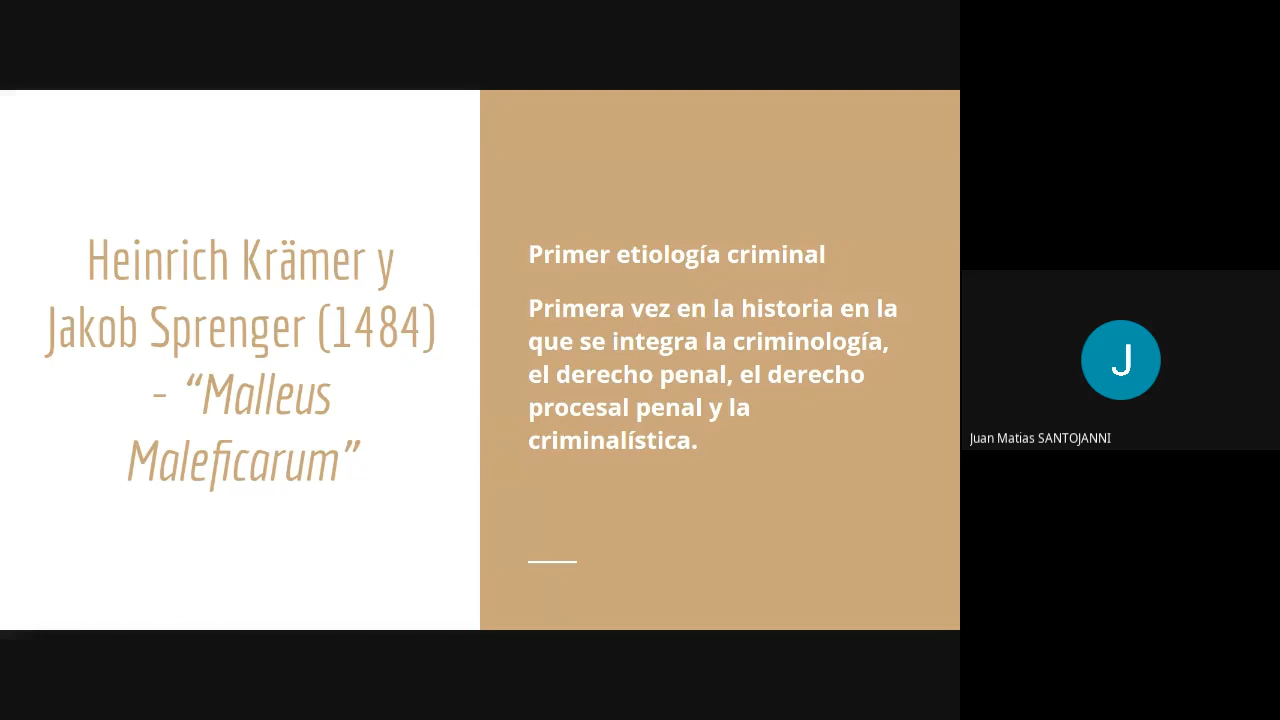 Heinrich Krämer y
Jakob Sprenger (1484)
- “Malleus
Maleficarum”
Primer etiología criminal
Primera vez en la historia en la
que se integra la criminología,
el derecho penal, el derecho
procesal penal y la
criminalística.
J
Juan Matias SANTOJANNI